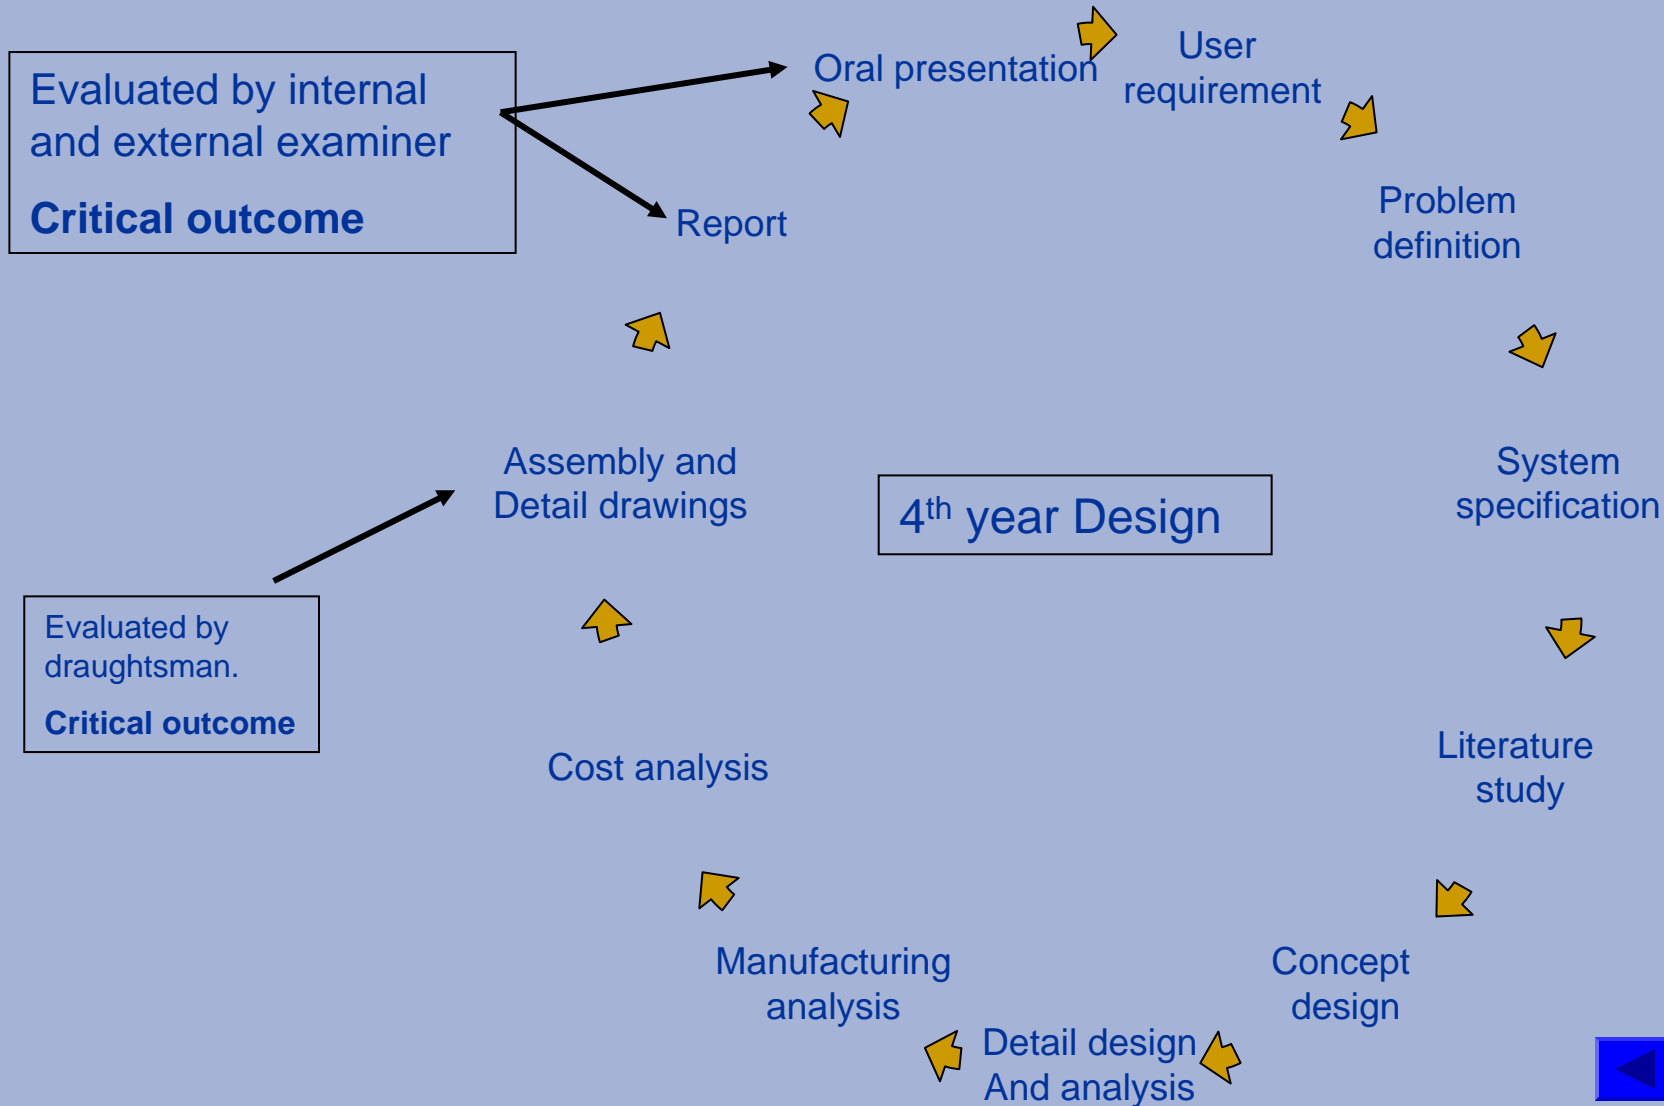 Evaluated by internal
and external examiner
Critical outcome
Oral presentation
User
requirement
Report
Problem
definition
Assembly and
Detail drawings
4th year Design
System
specification
Evaluated by
draughtsman.
Critical outcome
Cost analysis
Literature
study
Manufacturing
analysis
Concept
design
Detail design
And analysis